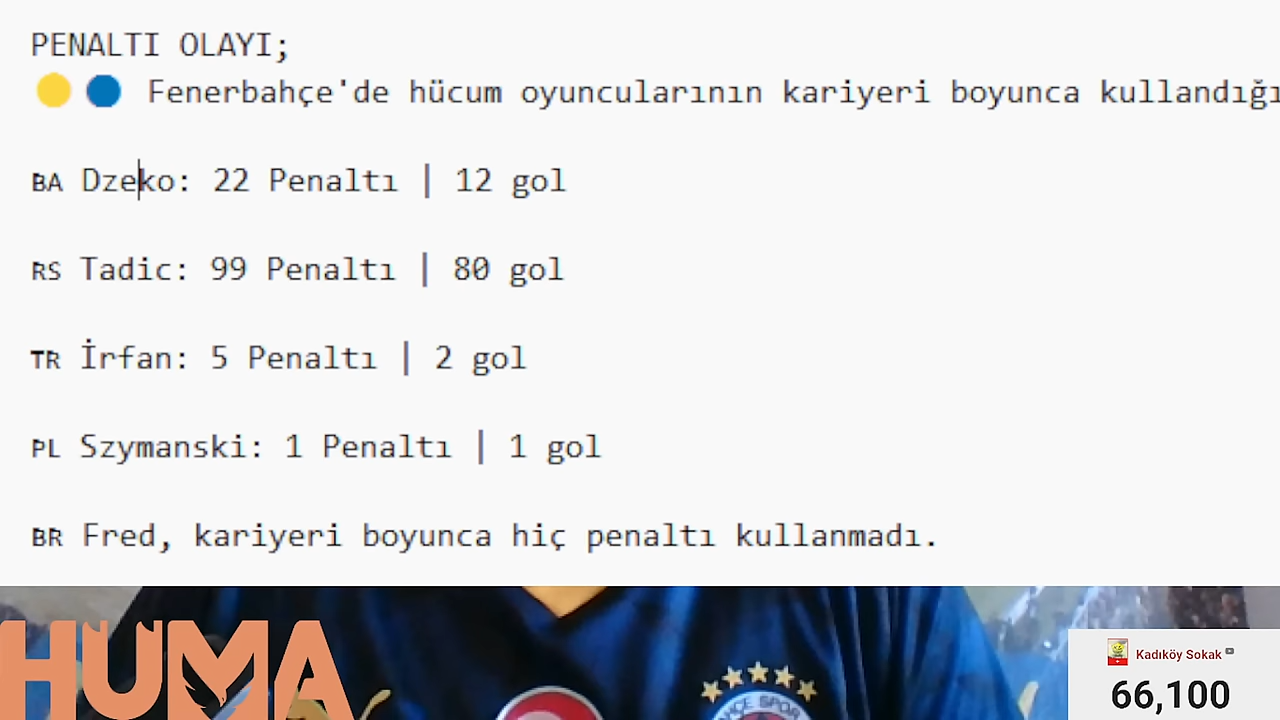 PENALTI OLAYI;
Fenerbahçe'de hücum oyuncularının kariyeri boyunca kullandığı
BA Dzeko: 22 Penaltı | 12 gol
RS Tadic: 99 Penaltı | 80 gol
TR İrfan: 5 Penaltı | 2 gol
PL Szymanski: 1 Penaltı | 1 gol
BR Fred, kariyeri boyunca hiç penaltı kullanmadı.
HUMA
Kadıköy Sokak
66,100